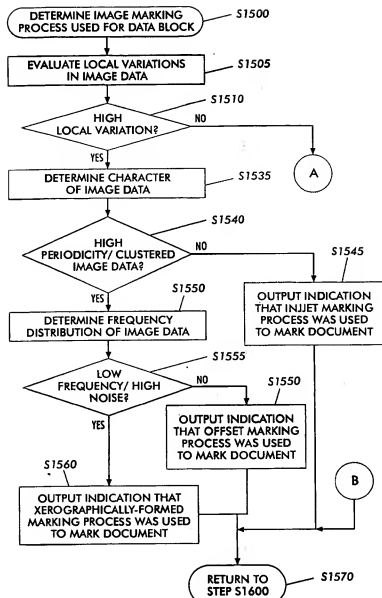 DETERMINE IMAGE MARKING
PROCESS USED FOR DATA BLOCK
S1500
EVALUATE LOCAL VARIATIONS
IN IMAGE DATA
S1505
HIGH
LOCAL VARIATION?
S1510
NO
YES
A
DETERMINE CHARACTER
OF IMAGE DATA
S1535
HIGH
PERIODICITY/ CLUSTERED
IMAGE DATA?
S1540
NO
YES
S1545
OUTPUT INDICATION
THAT INJJET MARKING
PROCESS WAS USED
TO MARK DOCUMENT
DETERMINE FREQUENCY
DISTRIBUTION OF IMAGE DATA
S1550
LOW
FREQUENCY/ HIGH
NOISE?
S1555
NO
YES
S1550
OUTPUT INDICATION
THAT OFFSET MARKING
PROCESS WAS USED
TO MARK DOCUMENT
S1560
OUTPUT INDICATION THAT
XEROGRAPHICALLY-FORMED
MARKING PROCESS WAS USED
TO MARK DOCUMENT
B
RETURN TO
STEP S1600
S1570